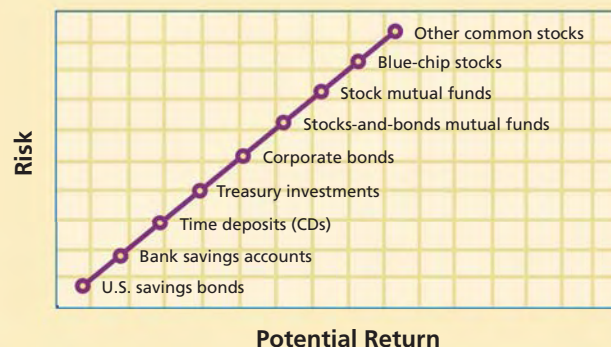 Other common stocks
Blue-chip stocks
Stock mutual funds
Stocks-and-bonds mutual funds
Corporate bonds
Treasury investments
Time deposits (CDs)
Bank savings accounts
U.S. savings bonds
Risk
Potential Return